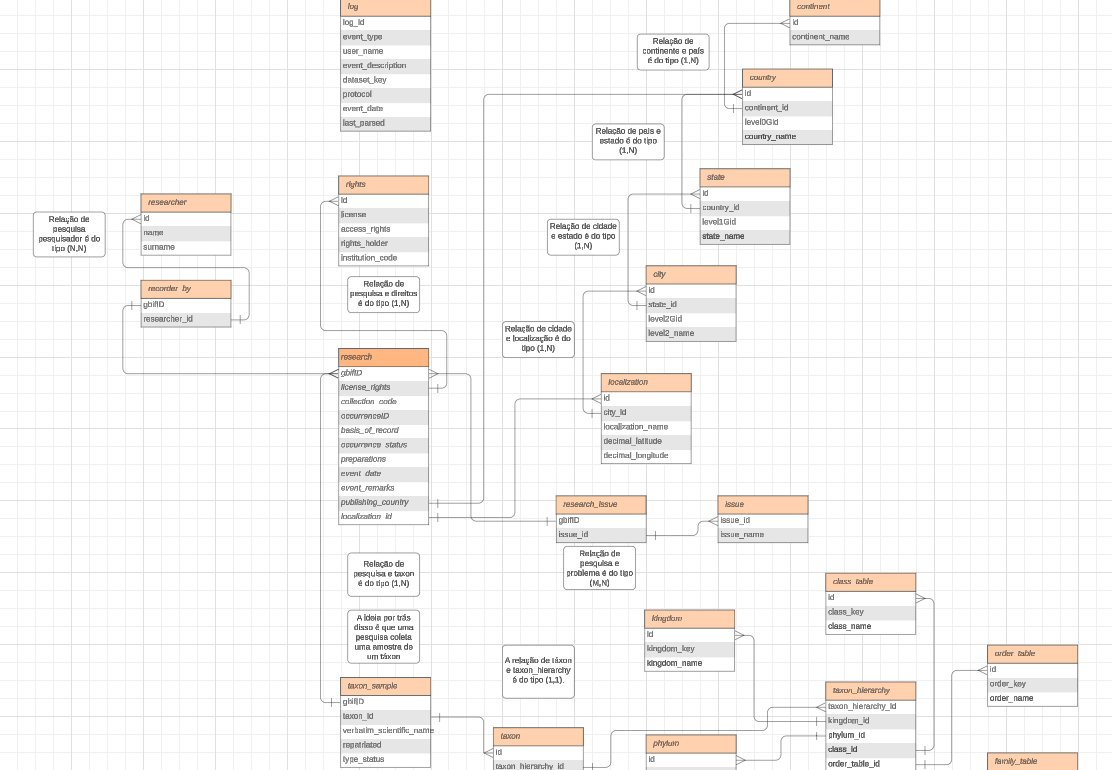 log
log_id
event_type
user_name
event_description
dataset_key
protocol
event_date
last_parsed
continent
id
continent_name
Relação de
continente e país
é do tipo (1,N)
country
id
continent_id
level0Gid
country_name
Relação de país e
estado é do tipo
(1,N)
state
id
country_id
level1Gid
state_name
rights
id
license
access_rights
rights_holder
institution_code
researcher
id
name
surname
Relação de
pesquisa
pesquisador é do
tipo (N,N)
Relação de cidade
e estado é do tipo
(1,N)
city
id
state_id
level2Gid
level2_name
recorder_by
gbifID
researcher_id
Relação de
pesquisa e direitos
é do tipo (1,N)
Relação de cidade
e localização é do
tipo (1,N)
research
gbifID
license_rights
collection_code
occurrenceID
basis_of_record
occurrence_status
preparations
event_date
event_remarks
publishing_country
localization_id
localization
id
city_id
localization_name
decimal_latitude
decimal_longitude
research_issue
gbifID
issue_id
issue
issue_id
issue_name
Relação de
pesquisa e
problema é do tipo
(M,N)
Relação de
pesquisa e taxon
é do tipo (1,N)
A ideia por trás
disso é que uma
pesquisa coleta
uma amostra de
um táxon
class_table
id
class_key
class_name
kingdom
id
kingdom_key
kingdom_name
A relação de táxon
e taxon_hierarchy
é do tipo (1,1).
order_table
id
order_key
order_name
taxon_sample
gbifID
taxon_id
verbatim_scientific_name
repatriated
type_status
taxon_hierarchy
taxon_hierarchy_id
kingdom_id
phylum_id
class_id
order_table_id
taxon
id
taxon_hierarchy_id
phylum
id
family_table